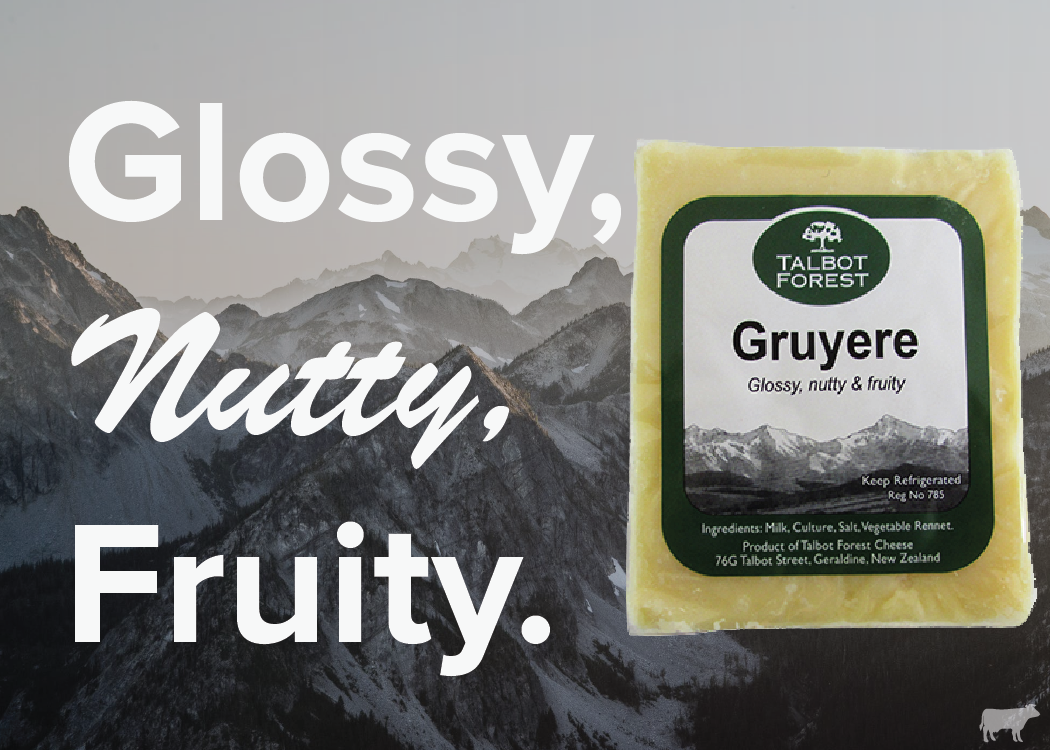 Glossy,
Nutty,
Fruity.
TALBOT
FOREST
Gruyere
Glossy, nutty & fruity
Keep Refrigerated
Reg No 785
Ingredients: Milk, Culture, Salt, Vegetable Rennet.
Product of Talbot Forest Cheese
76G Talbot Street, Geraldine, New Zealand